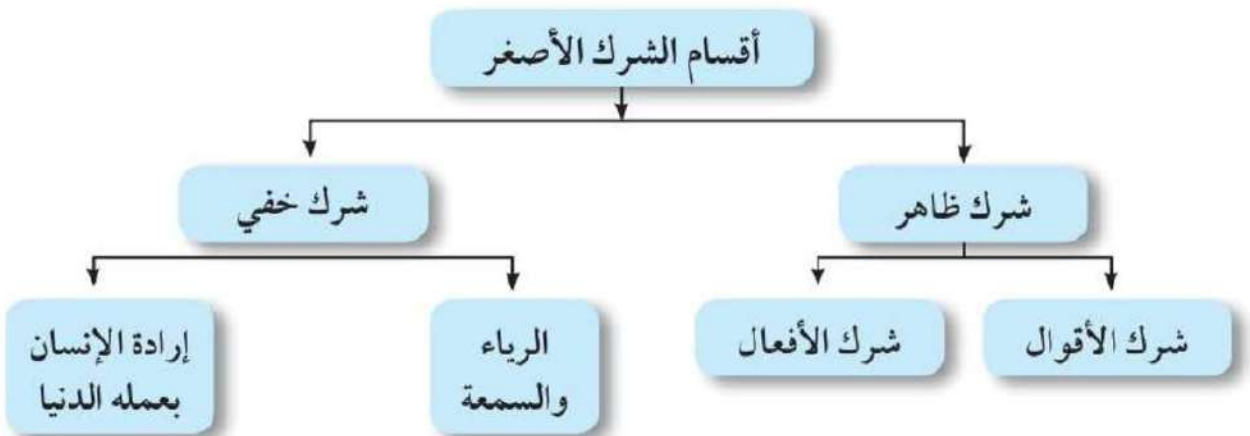 أقسام الشرك الأصغر
شرك ظاهر
شرك خفي
شرك الأقوال
شرك الأفعال
الرياء
والسمعة
إرادة الإنسان
بعمله الدنيا